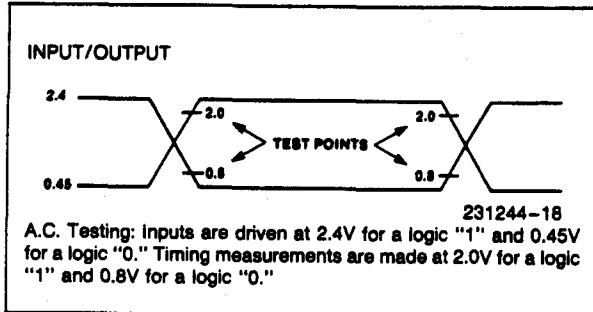 INPUT/OUTPUT
2.4
2.0
2.0
TEST POINTS
0.8
0.8
0.45
231244-18
A.C. Testing: Inputs are driven at 2.4V for a logic "1" and 0.45V
for a logic "0." Timing measurements are made at 2.0V for a logic
"1" and 0.8V for a logic "0."